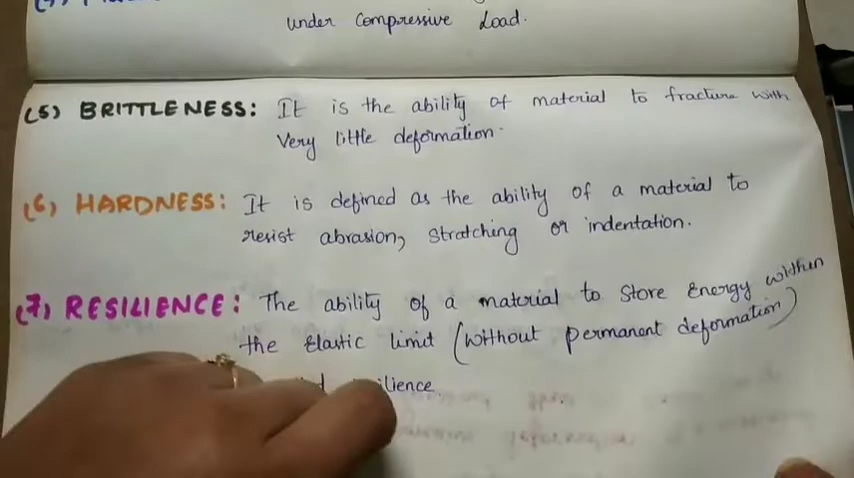 under Compressive Load.
(5) BRITTLENESS: It is the ability of material to fracture with
Very little deformation.
(6) HARDNESS: It is defined as the ability of a material to
resist abrasion, Stratching or indentation.
(7) RESILIENCE: The ability of a material to Store Energy within
the Elastic limit (without permanent deformation)